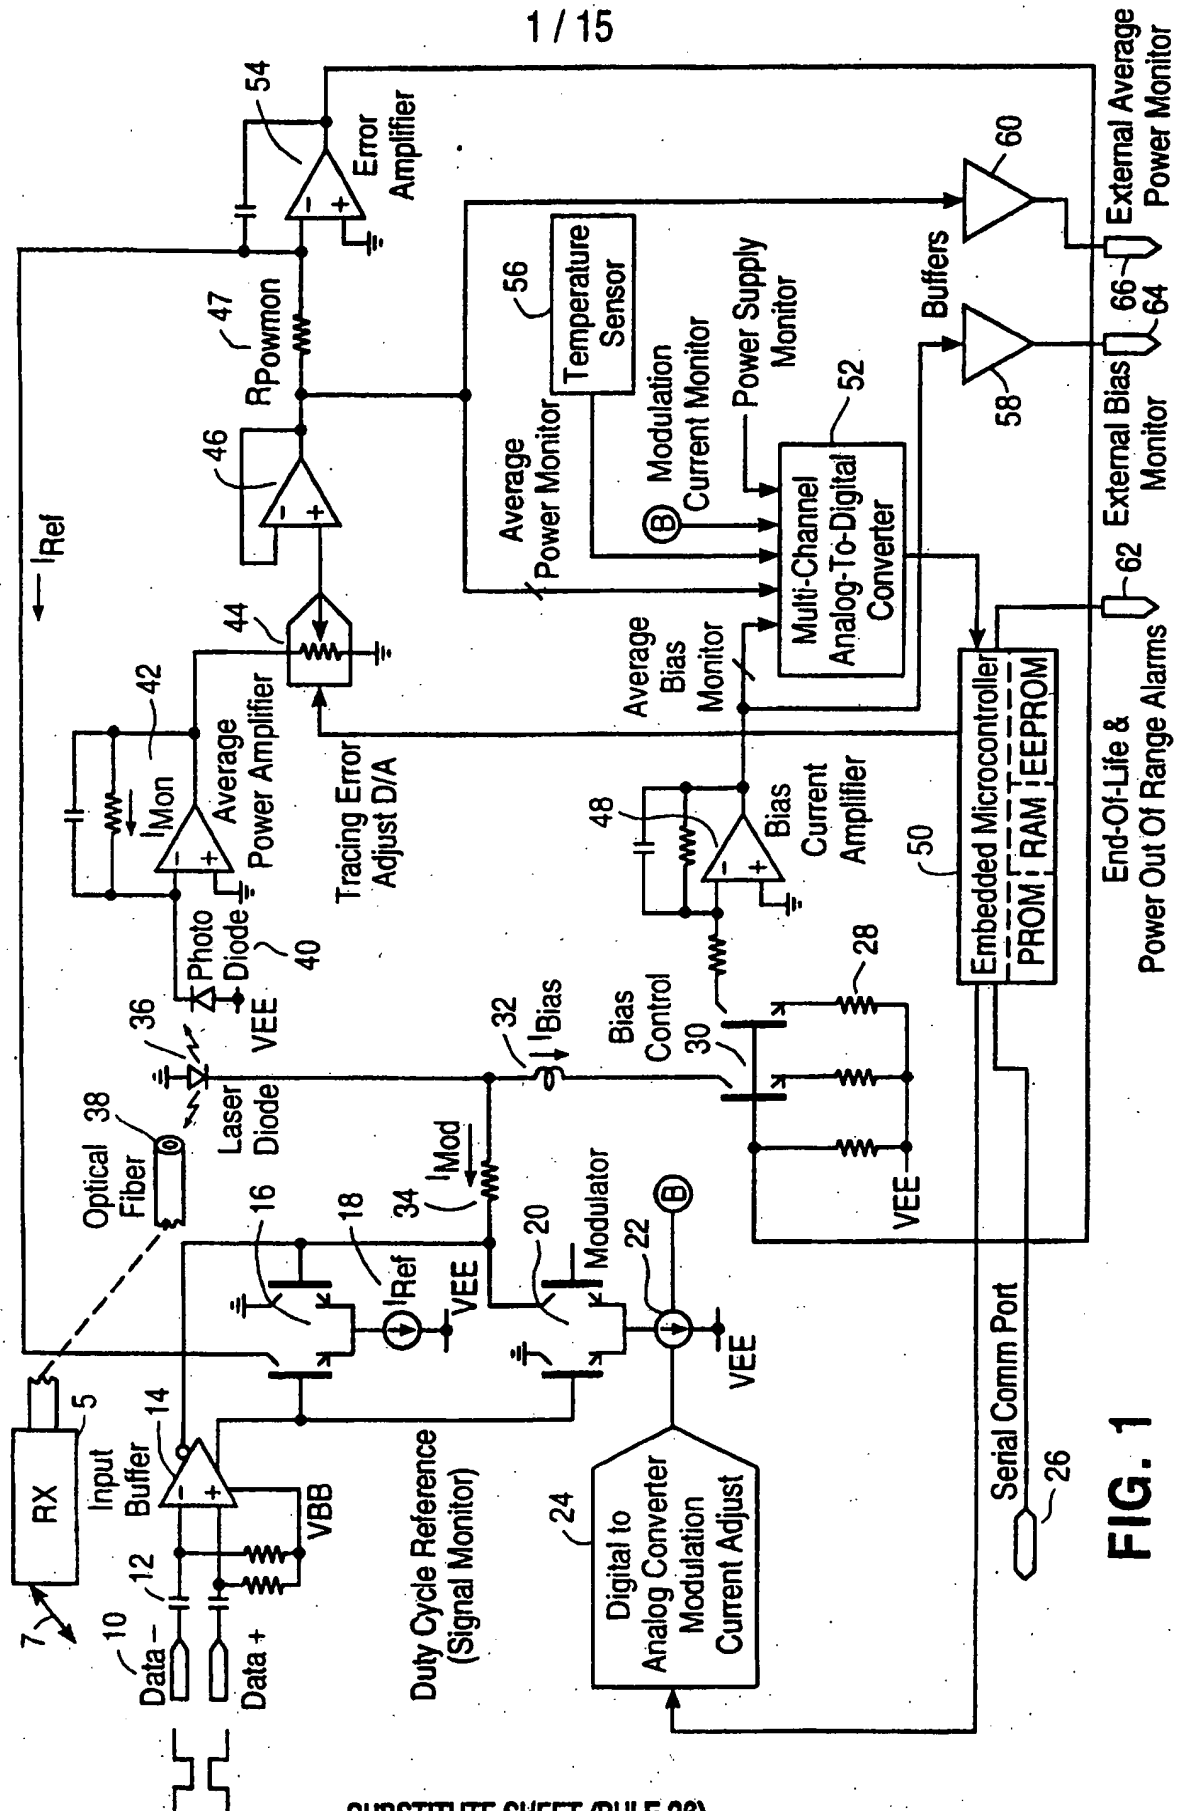 1 / 15
7
RX
5
10
Data –
Data +
12
Input
Buffer
14
VBB
Optical
Fiber
38
Laser
Diode
36
Photo
Diode
40
VEE
IMon
42
Average
Power Amplifier
Tracing Error
Adjust D/A
44
IRef
46
47
RPowmon
54
Error
Amplifier
Duty Cycle Reference
(Signal Monitor)
16
18
IRef
VEE
34
IMod
20
Modulator
22
VEE
B
32
IBias
Bias
Control
30
28
VEE
48
Bias
Current
Amplifier
Average
Bias
Monitor
Average
Power Monitor
56
Temperature
Sensor
B
Modulation
Current Monitor
Power Supply
Monitor
52
Multi-Channel
Analog-To-Digital
Converter
Buffers
58
60
24
Digital to
Analog Converter
Modulation
Current Adjust
50
Embedded Microcontroller
PROM RAM EEPROM
Serial Comm Port
26
End-Of-Life &
Power Out Of Range Alarms
62
External Bias
Monitor
64
66
External Average
Power Monitor
FIG. 1
SUBSTITUTE SHEET (RULE 26)